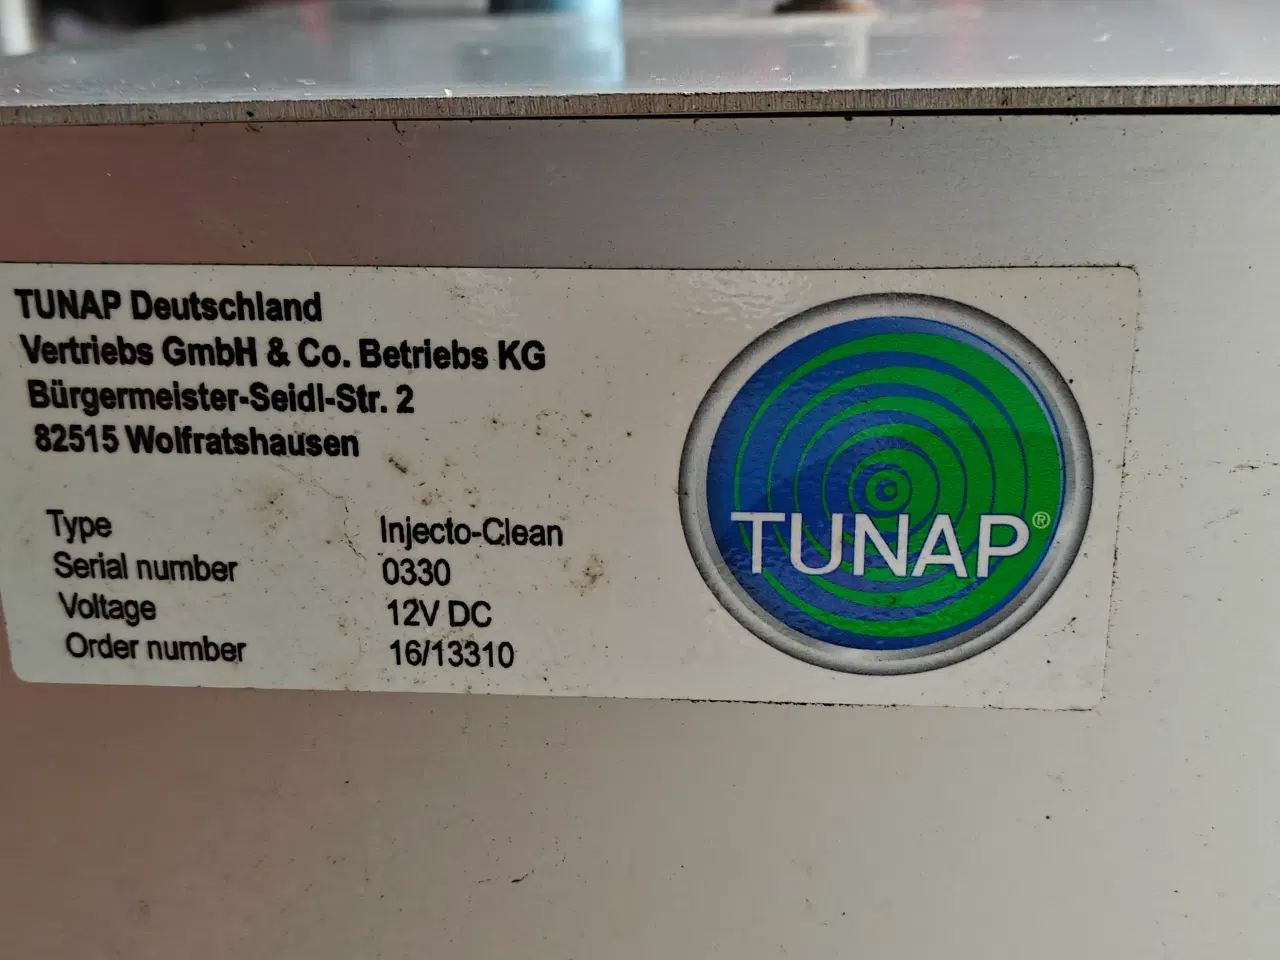 TUNAP Deutschland
Vertriebs GmbH & Co. Betriebs KG
Bürgermeister-Seidl-Str. 2
82515 Wolfratshausen
Type Injecto-Clean
Serial number 0330
Voltage 12V DC
Order number 16/13310
TUNAP®